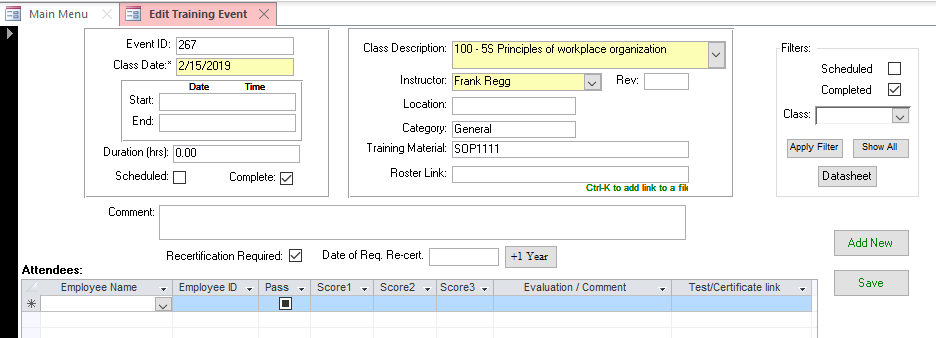 Main Menu
Edit Training Event
Event ID: 267
Class Date:* 2/15/2019
Date Time
Start:
End:
Duration (hrs): 0.00
Scheduled:
Complete:
Class Description: 100 - 5S Principles of workplace organization
Instructor: Frank Regg
Rev:
Location:
Category: General
Training Material: SOP1111
Roster Link:
Ctrl-K to add link to a file
Filters:
Scheduled
Completed
Class:
Apply Filter
Show All
Datasheet
Comment:
Recertification Required:
Date of Req. Re-cert.
+1 Year
Add New
Save
Attendees:
Employee Name Employee ID Pass Score1 Score2 Score3 Evaluation / Comment Test/Certificate link